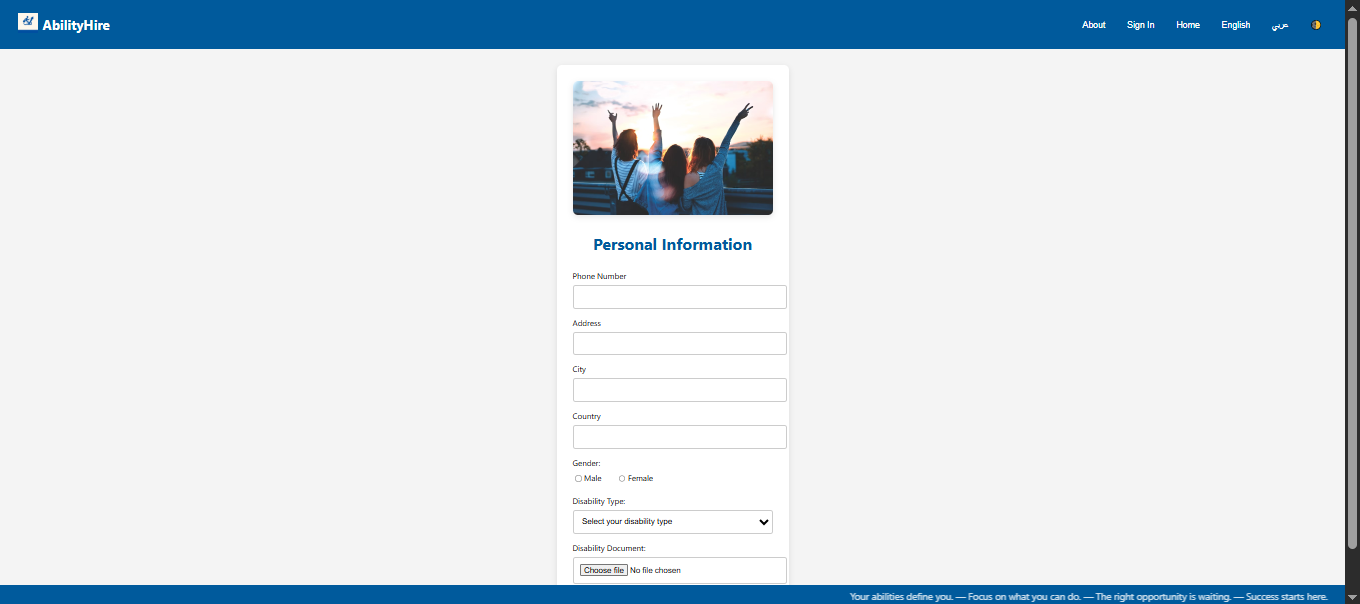 AbilityHire
About Sign In Home English عربي
Personal Information
Phone Number
Address
City
Country
Gender:
Male Female
Disability Type:
Select your disability type
Disability Document:
Choose file No file chosen
Your abilities define you. — Focus on what you can do. — The right opportunity is waiting. — Success starts here.